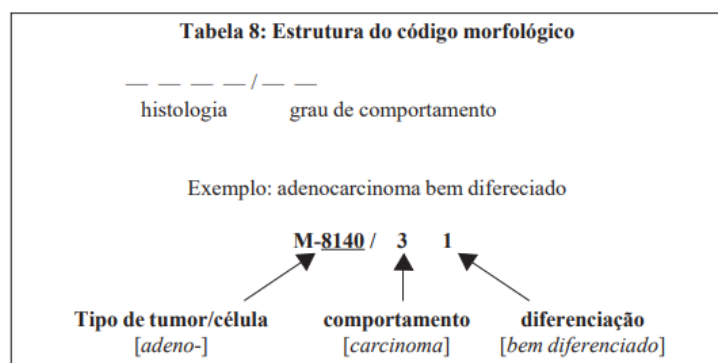 Tabela 8: Estrutura do código morfológico
— — — — / — —
histologia grau de comportamento
Exemplo: adenocarcinoma bem difereciado
M-8140 / 3 1
Tipo de tumor/célula comportamento diferenciação
[adeno-] [carcinoma] [bem diferenciado]